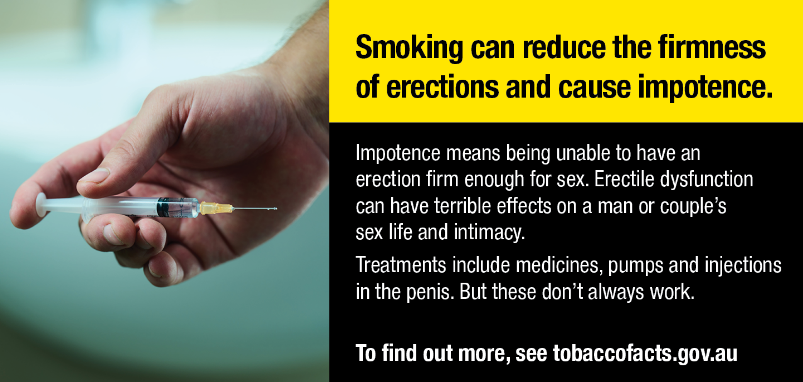 Smoking can reduce the firmness
of erections and cause impotence.
Impotence means being unable to have an
erection firm enough for sex. Erectile dysfunction
can have terrible effects on a man or couple's
sex life and intimacy.
Treatments include medicines, pumps and injections
in the penis. But these don't always work.
To find out more, see tobaccofacts.gov.au